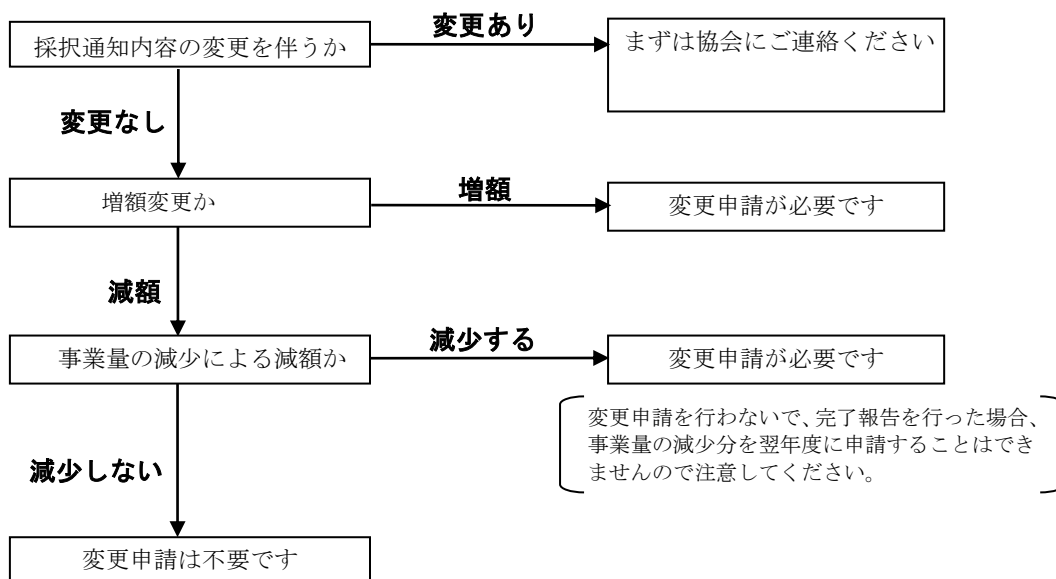 採択通知内容の変更を伴うか
変更あり
まずは協会にご連絡ください
変更なし
増額変更か
増額
変更申請が必要です
減額
事業量の減少による減額か
減少する
変更申請が必要です
変更申請を行わないで、完了報告を行った場合、
事業量の減少分を翌年度に申請することはでき
ませんので注意してください。
減少しない
変更申請は不要です